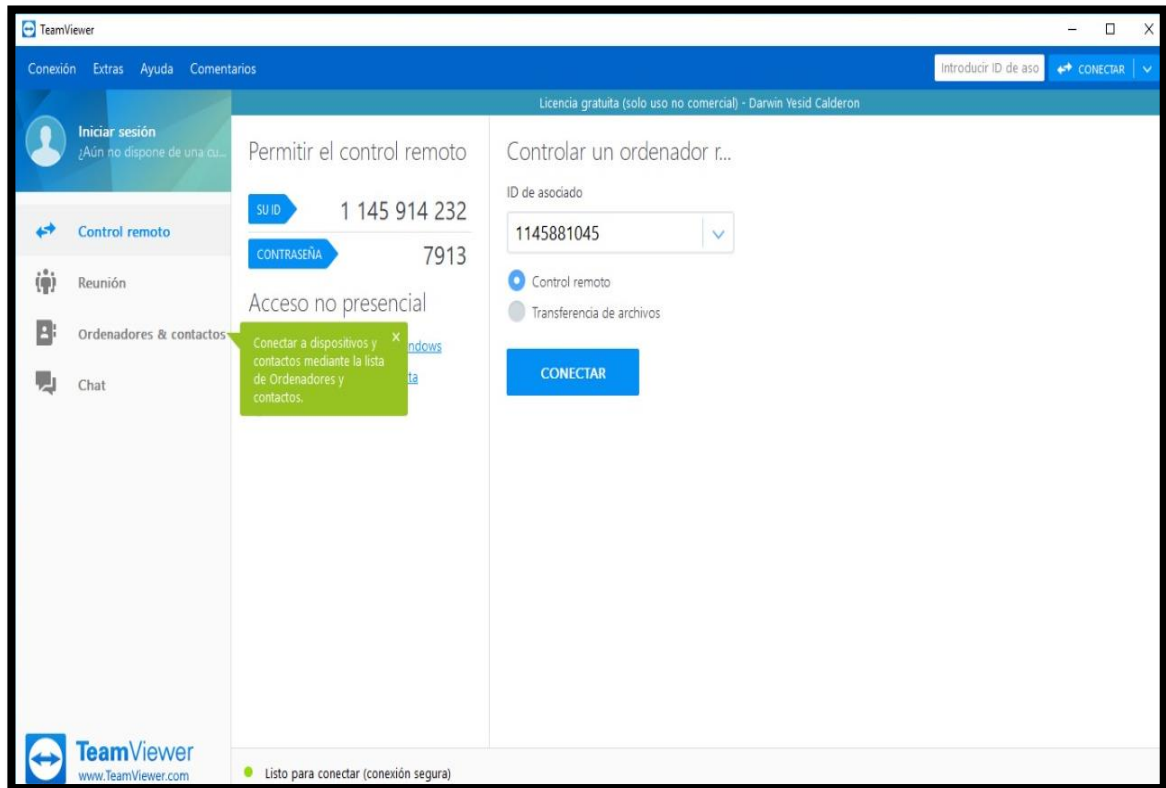 TeamViewer
Conexión Extras Ayuda Comentarios
Introducir ID de aso
CONECTAR
Licencia gratuita (solo uso no comercial) - Darwin Yesid Calderon
Iniciar sesión
¿Aún no dispone de una cu...
Control remoto
Reunión
Ordenadores & contactos
Chat
Permitir el control remoto
SU ID 1 145 914 232
CONTRASEÑA 7913
Acceso no presencial
ndows
ta
Conectar a dispositivos y
contactos mediante la lista
de Ordenadores y
contactos.
X
Controlar un ordenador r...
ID de asociado
1145881045
Control remoto
Transferencia de archivos
CONECTAR
TeamViewer
www.TeamViewer.com
Listo para conectar (conexión segura)